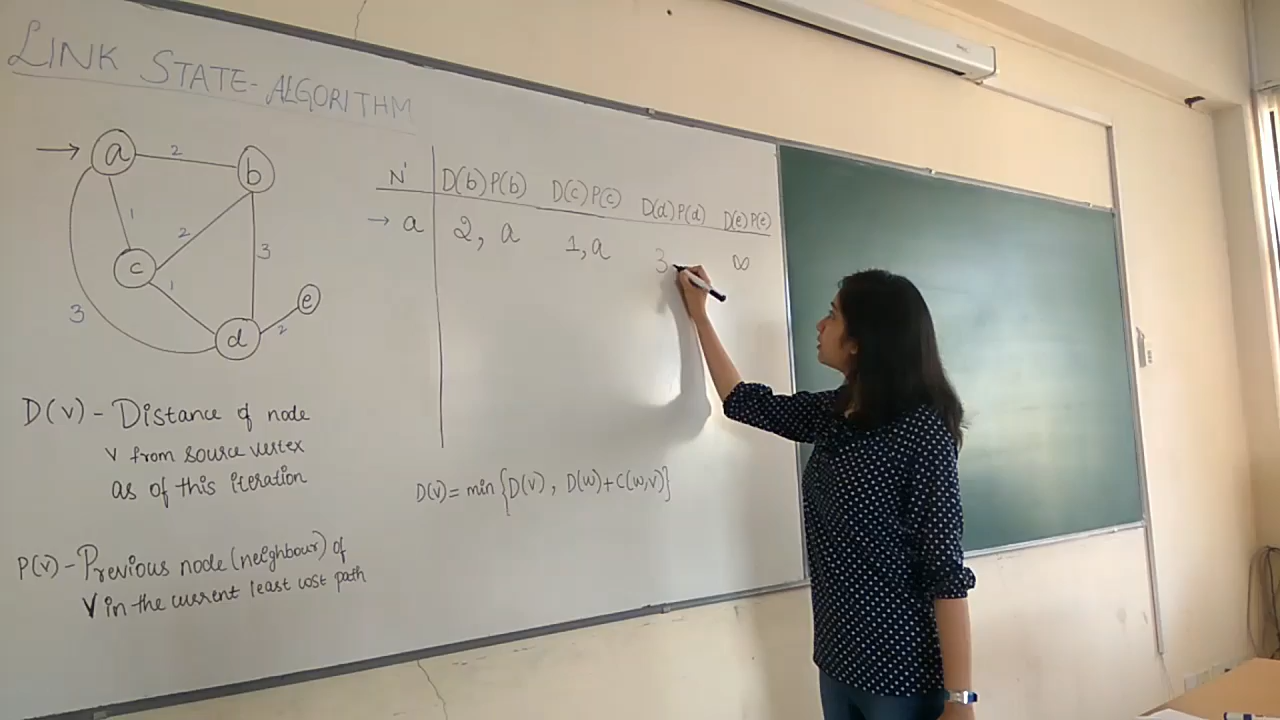 LINK STATE-ALGORITHM
a
2
b
1
2
3
c
1
3
d
2
e
N' D(b) P(b) D(c) P(c) D(d) P(d) D(e) P(e)
→ a 2, a 1, a 3 ∞
D(v) - Distance of node
v from source vertex
as of this iteration
D(v) = min {D(v), D(w)+C(w,v)}
P(v) - Previous node (neighbour) of
V in the current least cost path